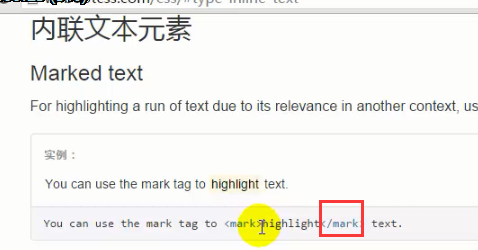 内联文本元素
Marked text
For highlighting a run of text due to its relevance in another context, us
实例：
You can use the mark tag to highlight text.
You can use the mark tag to <mark>highlight</mark> text.